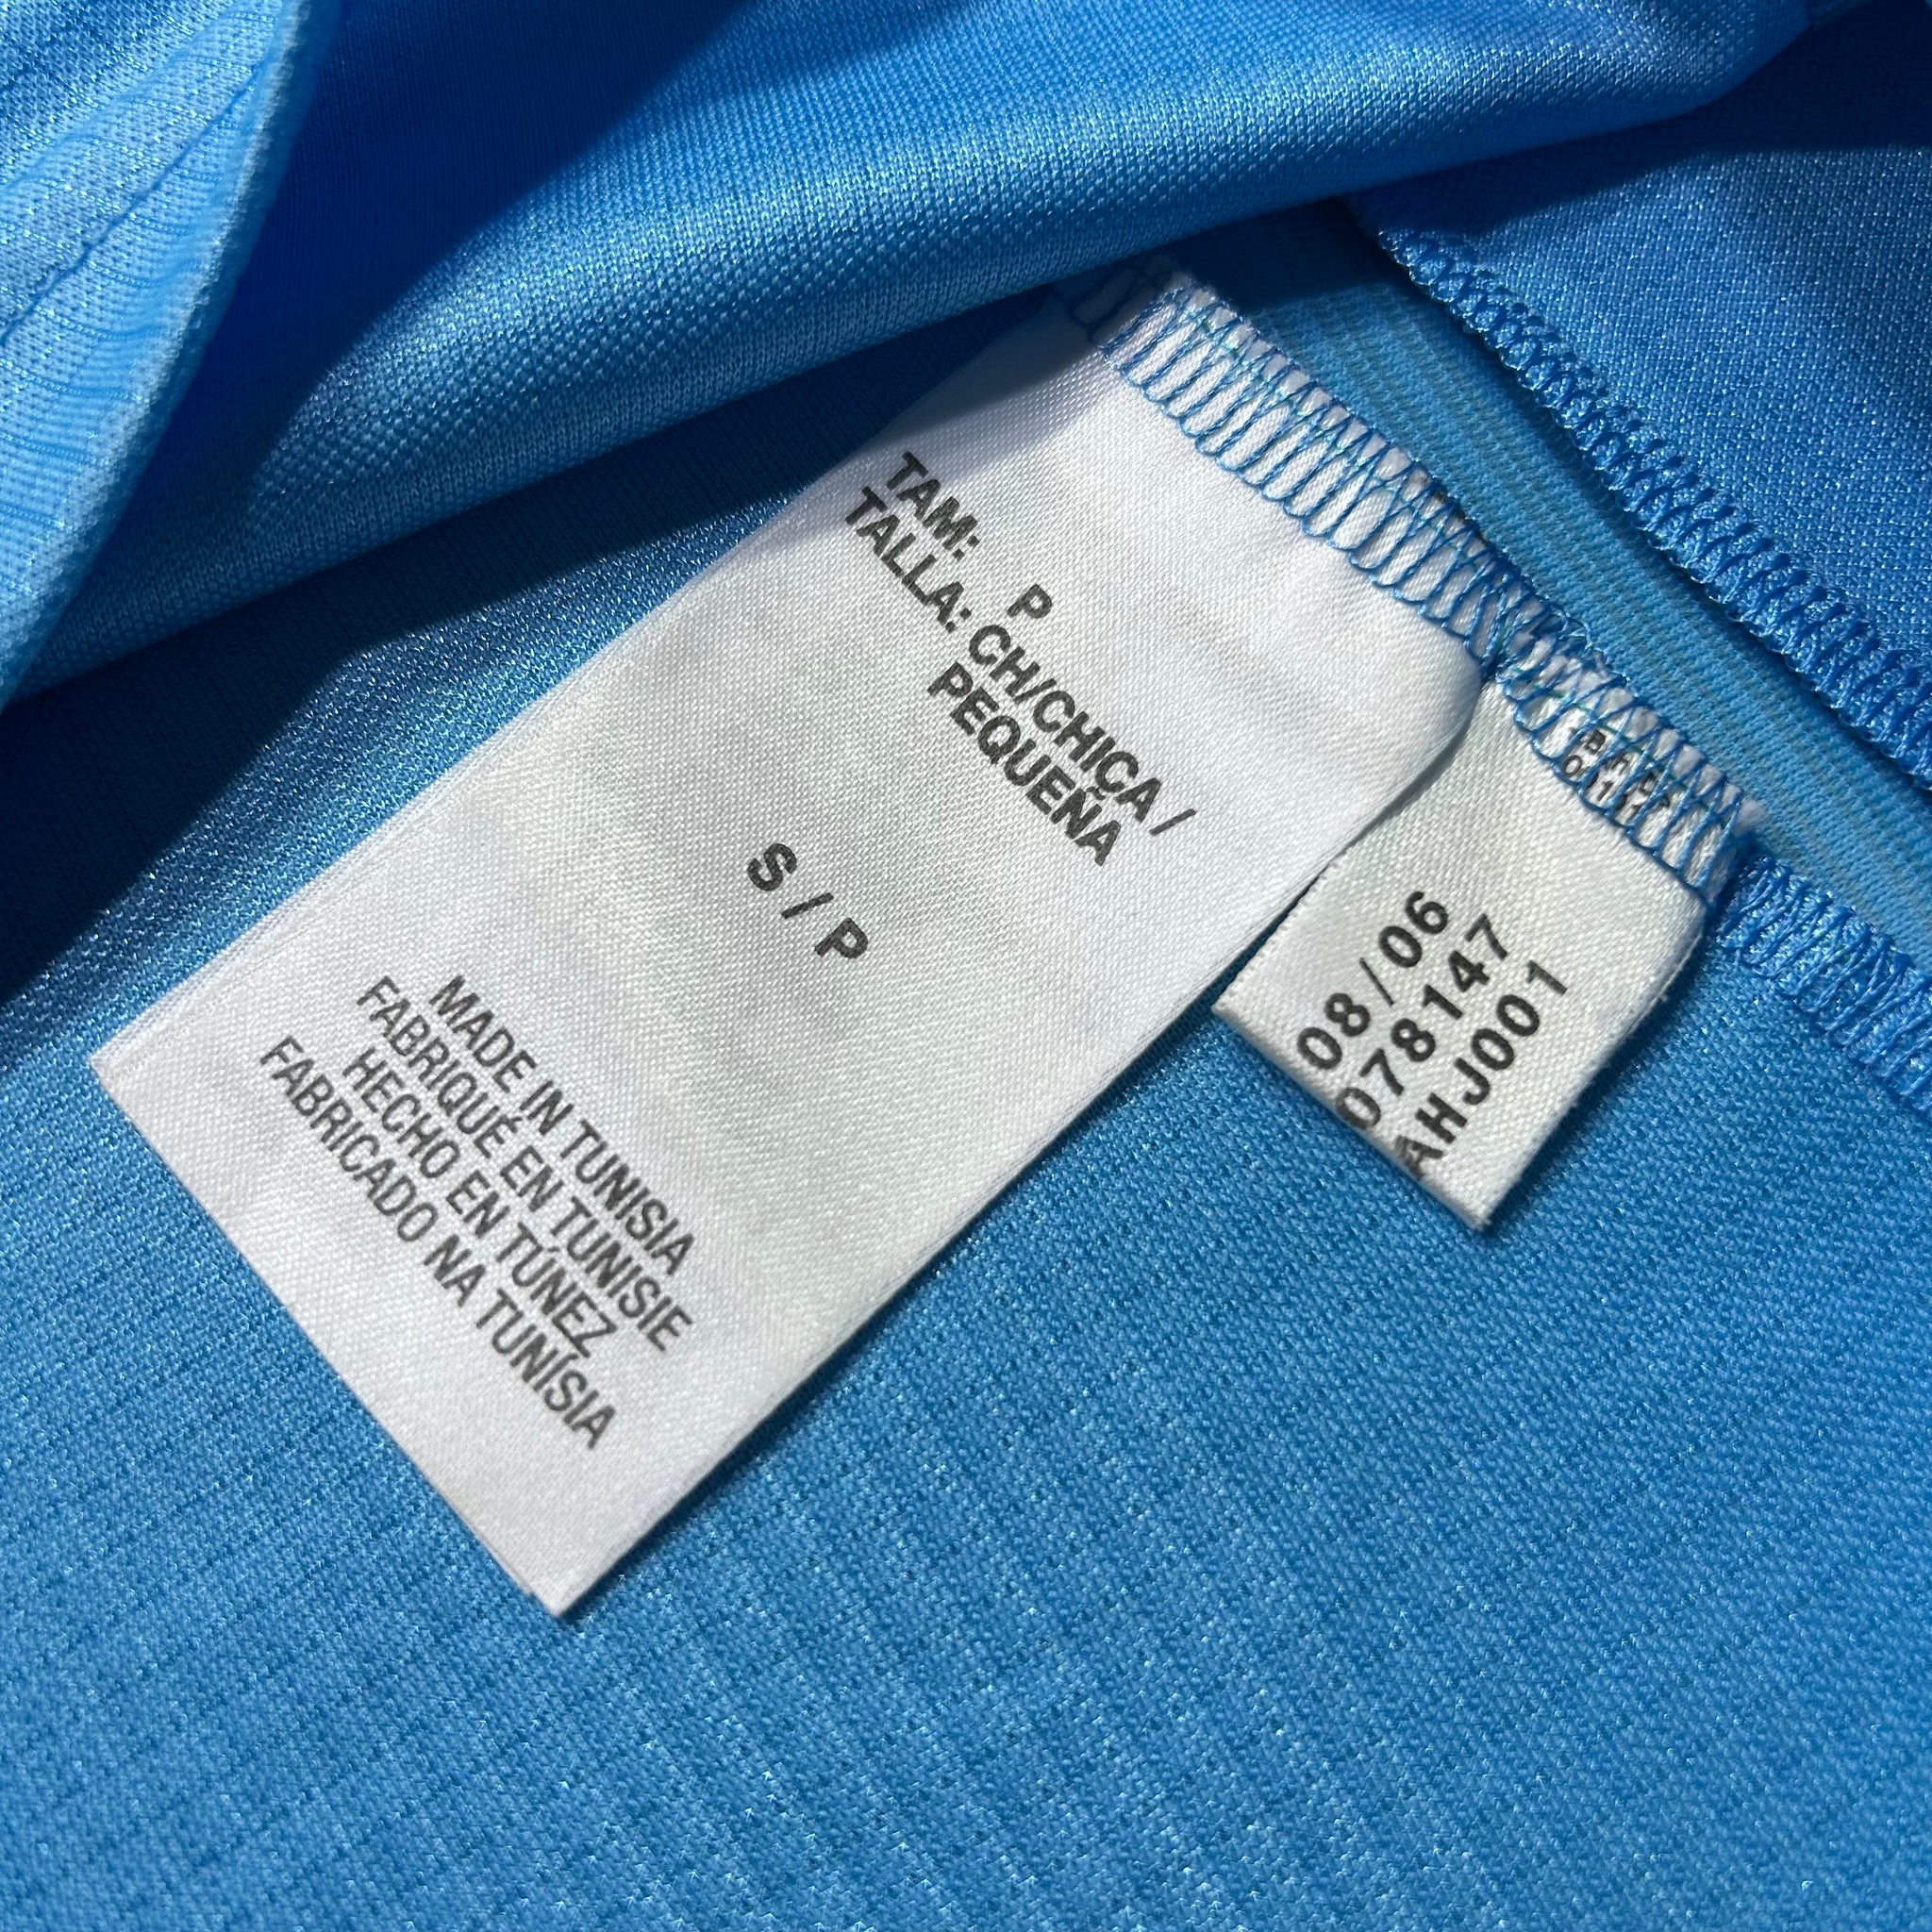 TAM: P
TALLA: CH/CHICA /
PEQUEÑA
S / P
MADE IN TUNISIA
FABRIQUÉ EN TUNISIE
HECHO EN TÚNEZ
FABRICADO NA TUNÍSIA
08/06
078147
AHJ001